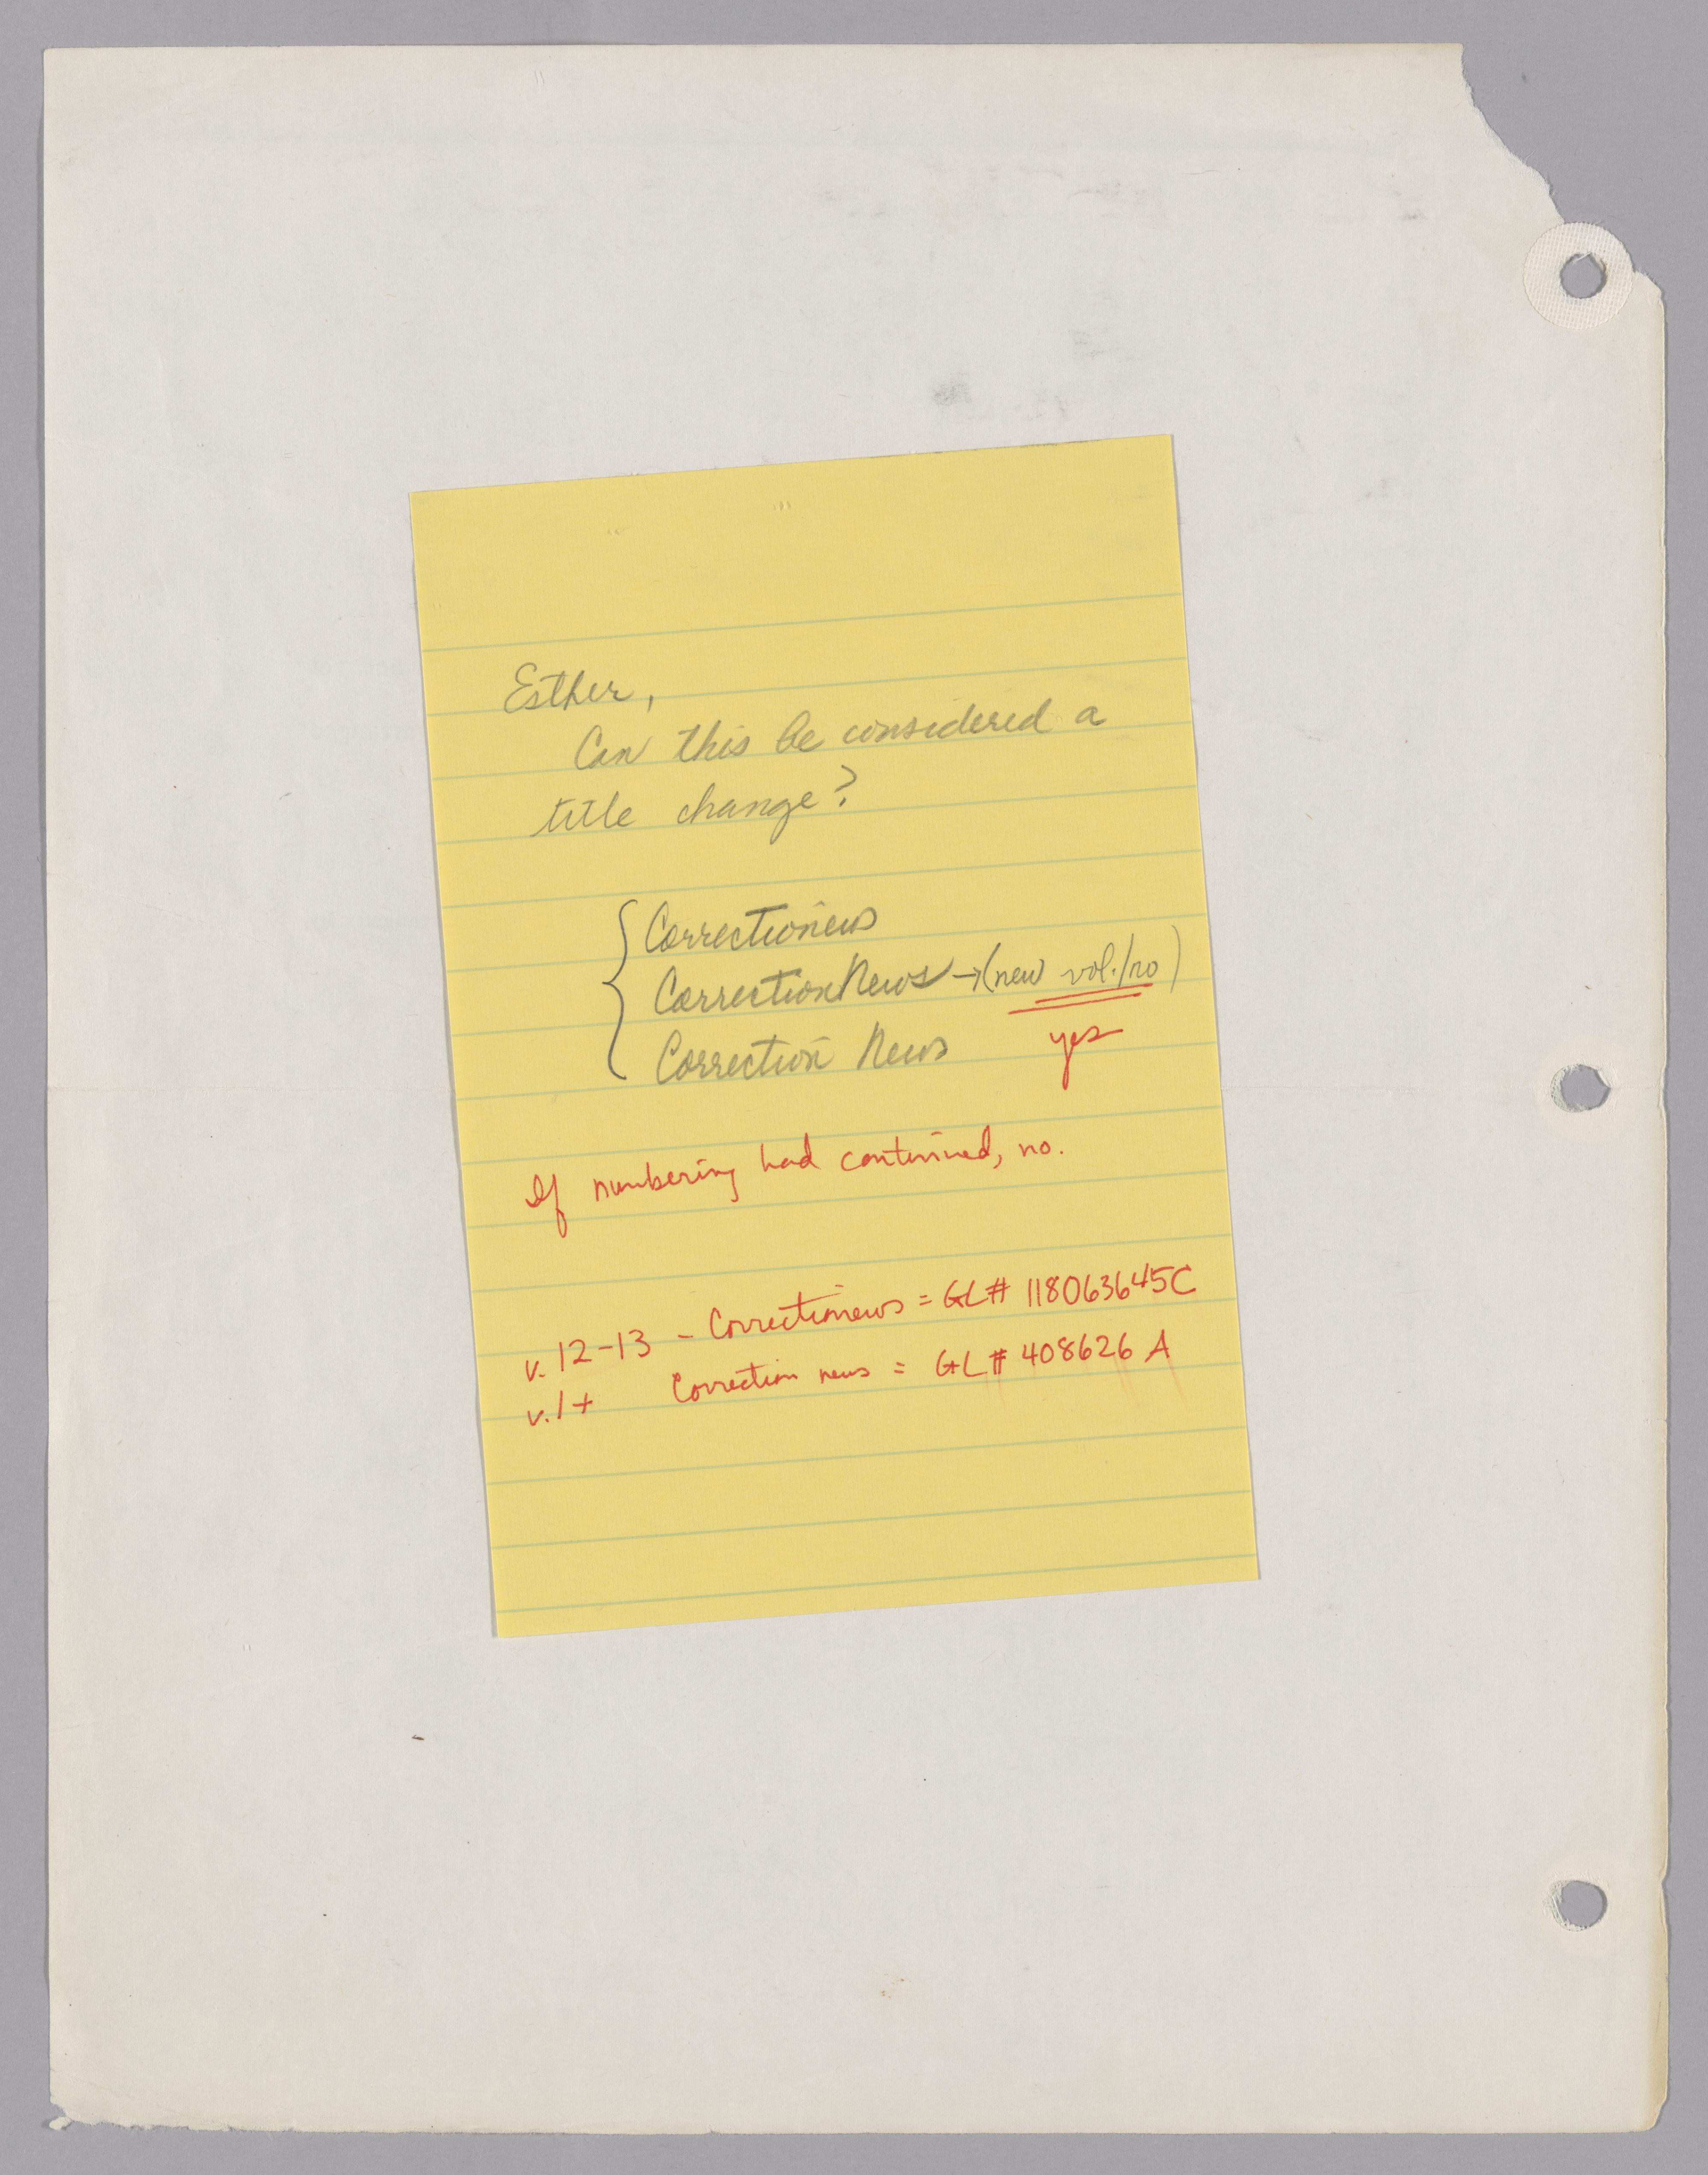 Esther,
Can this be considered a
title change?
Correctionews
CorrectionNews → (new vol./no)
Correction News
yes
If numbering had continued, no.
v. 12-13 - Correctionews = GL# 118063645C
v. 1+ Correction news = GL# 408626 A